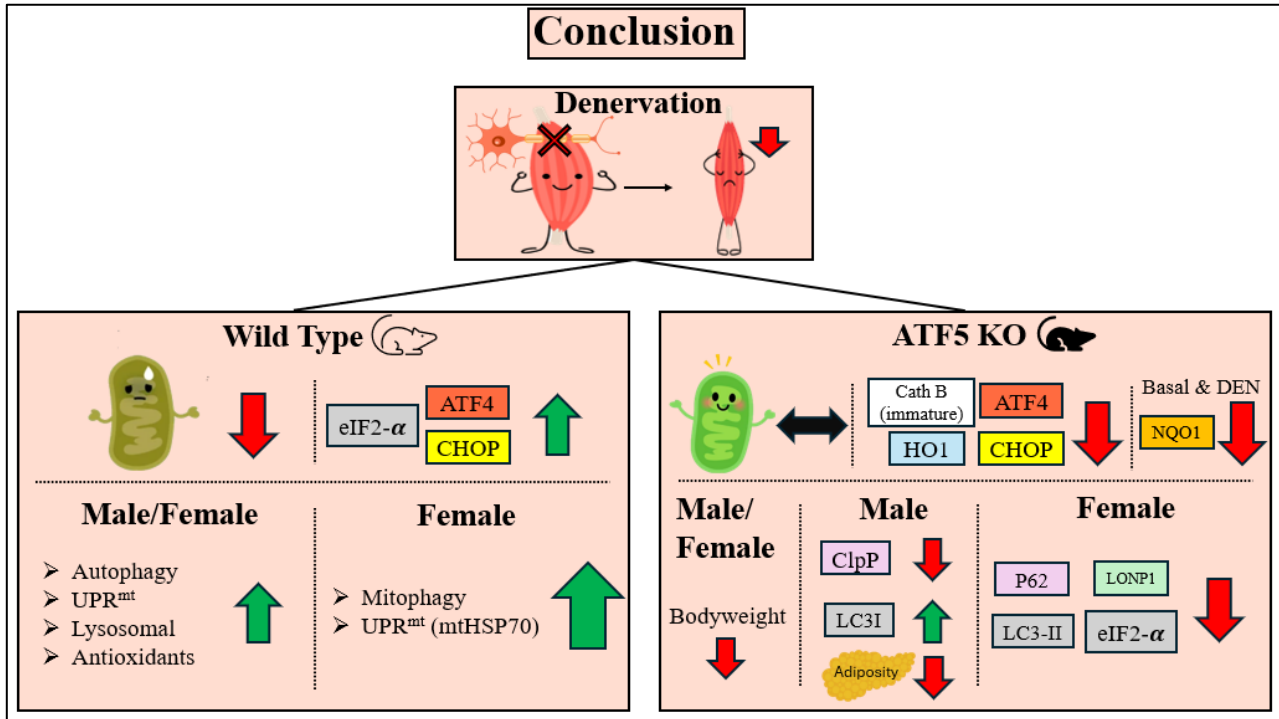 Conclusion
Denervation
Wild Type
eIF2-α
ATF4
CHOP
Male/Female
➢ Autophagy
➢ UPRᵐᵗ
➢ Lysosomal
➢ Antioxidants
Female
➢ Mitophagy
➢ UPRᵐᵗ (mtHSP70)
ATF5 KO
Cath B
(immature)
ATF4
HO1
CHOP
Basal & DEN
NQO1
Male/
Female
Bodyweight
Male
ClpP
LC3I
Adiposity
Female
P62
LONP1
LC3-II
eIF2-α